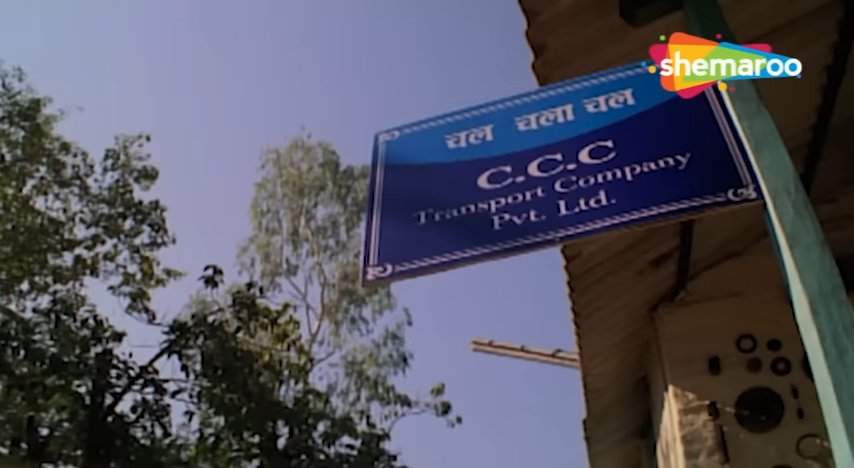 shemaroo
चल चला चल
C.C.C
Transport Company
Pvt. Ltd.